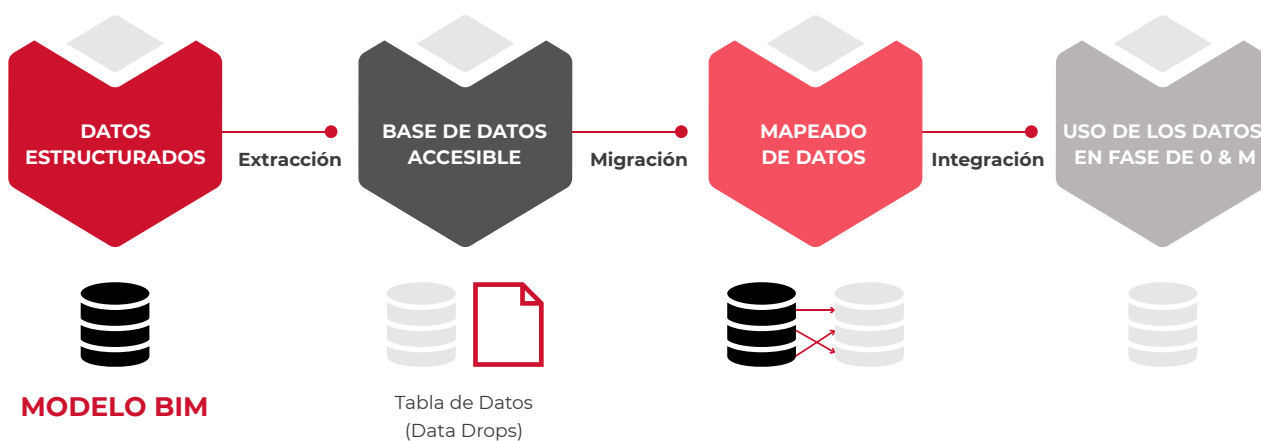 DATOS
ESTRUCTURADOS
Extracción
BASE DE DATOS
ACCESIBLE
Migración
MAPEADO
DE DATOS
Integración
USO DE LOS DATOS
EN FASE DE 0 & M
MODELO BIM
Tabla de Datos
(Data Drops)